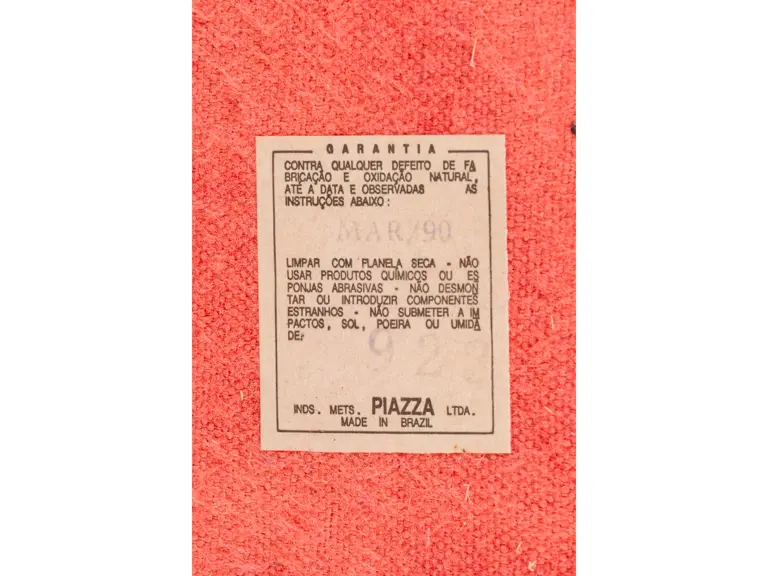 GARANTIA
CONTRA QUALQUER DEFEITO DE FA
BRICAÇÃO E OXIDAÇÃO NATURAL,
ATÉ A DATA E OBSERVADAS AS
INSTRUÇÕES ABAIXO:
MAR/90
LIMPAR COM FLANELA SECA - NÃO
USAR PRODUTOS QUÍMICOS OU ES
PONJAS ABRASIVAS - NÃO DESMON
TAR OU INTRODUZIR COMPONENTES
ESTRANHOS - NÃO SUBMETER A IM
PACTOS, SOL, POEIRA OU UMIDA
DE.
923
INDS. METS. PIAZZA LTDA.
MADE IN BRAZIL